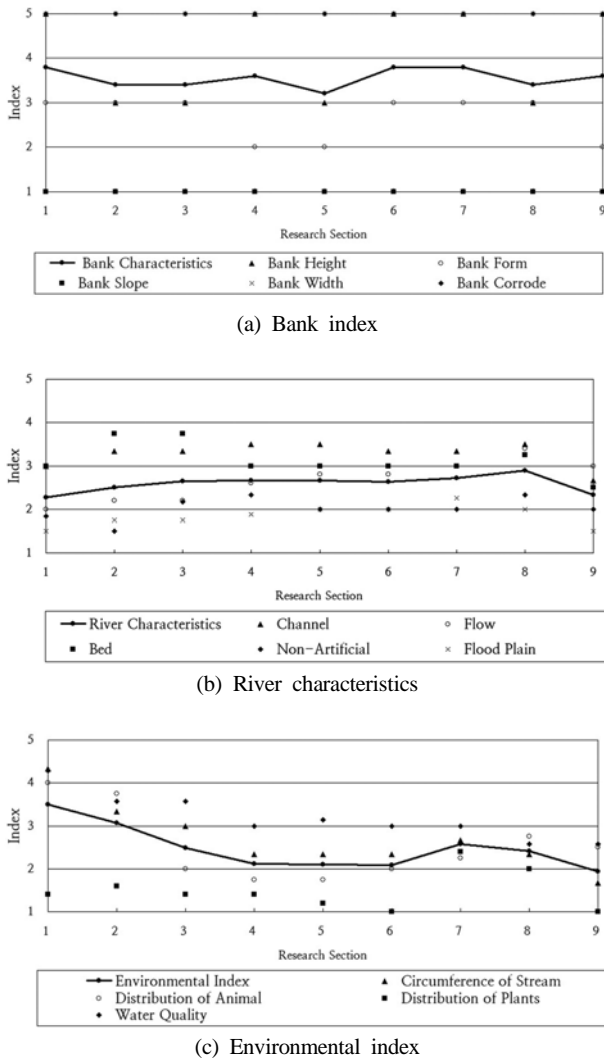 5
4
3
2
1
Index
1 2 3 4 5 6 7 8 9
Research Section
Bank Characteristics Bank Height Bank Form
Bank Slope Bank Width Bank Corrode
(a) Bank index
5
4
3
2
1
Index
1 2 3 4 5 6 7 8 9
Research Section
River Characteristics Channel Flow
Bed Non-Artificial Flood Plain
(b) River characteristics
5
4
3
2
1
Index
1 2 3 4 5 6 7 8 9
Research Section
Environmental Index Circumference of Stream
Distribution of Animal Distribution of Plants
Water Quality
(c) Environmental index